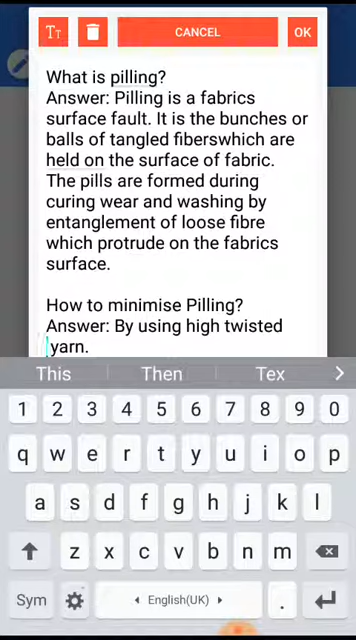 TT CANCEL OK
What is pilling?
Answer: Pilling is a fabrics
surface fault. It is the bunches or
balls of tangled fiberswhich are
held on the surface of fabric.
The pills are formed during
curing wear and washing by
entanglement of loose fibre
which protrude on the fabrics
surface.
How to minimise Pilling?
Answer: By using high twisted
yarn.
This Then Tex >
1 2 3 4 5 6 7 8 9 0
q w e r t y u i o p
a s d f g h j k l
z x c v b n m
Sym English(UK) .